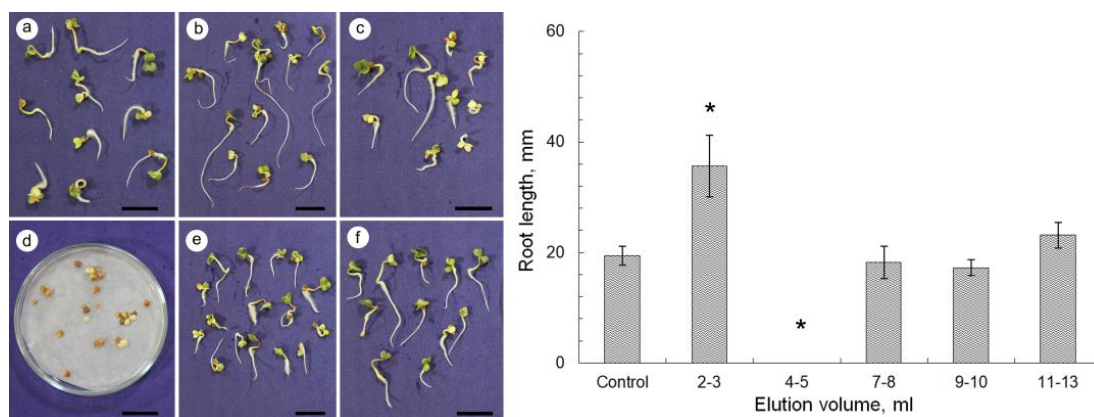 a
b
c
d
e
f
60
40
20
0
Root length, mm
*
*
Control
2-3
4-5
7-8
9-10
11-13
Elution volume, ml